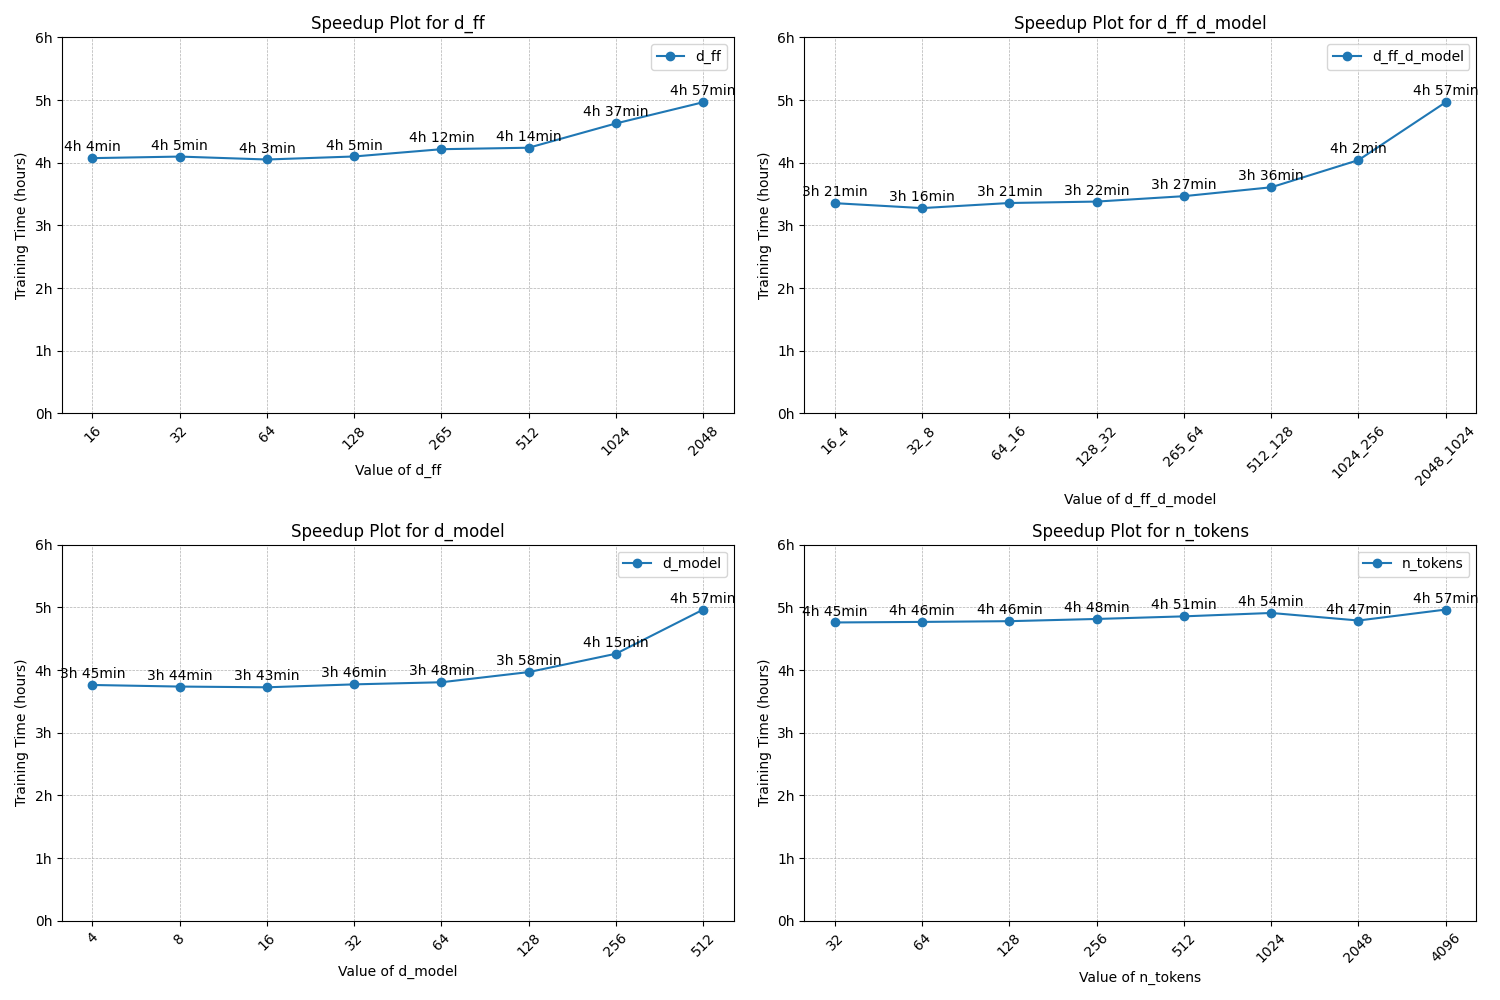 Speedup Plot for d_ff
6h
5h
4h
3h
2h
1h
0h
Training Time (hours)
d_ff
4h 4min
4h 5min
4h 3min
4h 5min
4h 12min
4h 14min
4h 37min
4h 57min
16
32
64
128
265
512
1024
2048
Value of d_ff
Speedup Plot for d_ff_d_model
6h
5h
4h
3h
2h
1h
0h
Training Time (hours)
d_ff_d_model
3h 21min
3h 16min
3h 21min
3h 22min
3h 27min
3h 36min
4h 2min
4h 57min
16_4
32_8
64_16
128_32
265_64
512_128
1024_256
2048_1024
Value of d_ff_d_model
Speedup Plot for d_model
6h
5h
4h
3h
2h
1h
0h
Training Time (hours)
d_model
3h 45min
3h 44min
3h 43min
3h 46min
3h 48min
3h 58min
4h 15min
4h 57min
4
8
16
32
64
128
256
512
Value of d_model
Speedup Plot for n_tokens
6h
5h
4h
3h
2h
1h
0h
Training Time (hours)
n_tokens
4h 45min
4h 46min
4h 46min
4h 48min
4h 51min
4h 54min
4h 47min
4h 57min
32
64
128
256
512
1024
2048
4096
Value of n_tokens